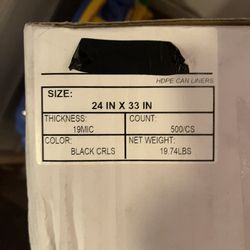 HDPE CAN LINERS
SIZE:
24 IN X 33 IN
THICKNESS: COUNT:
19MIC 500/CS
COLOR: NET WEIGHT:
BLACK CRLS 19.74LBS